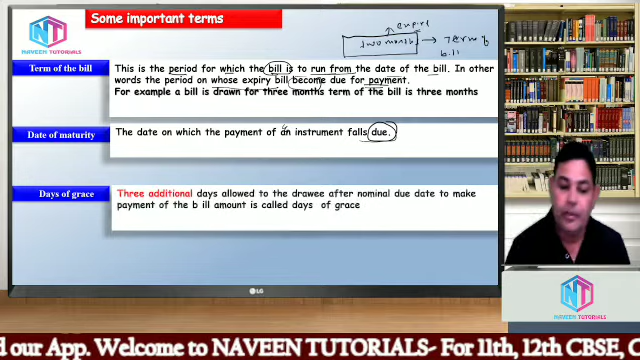 Some important terms
expire
two month → Term of
bill
NAVEEN
TUTORIALS
Term of the bill
This is the period for which the bill is to run from the date of the bill. In other
words the period on whose expiry bill become due for payment.
For example a bill is drawn for three months term of the bill is three months
Date of maturity
The date on which the payment of an instrument falls due.
Days of grace
Three additional days allowed to the drawee after nominal due date to make
payment of the b ill amount is called days of grace
LG
NT
NAVEEN TUTORIALS
d our App. Welcome to NAVEEN TUTORIALS- For 11th, 12th CBSE. C